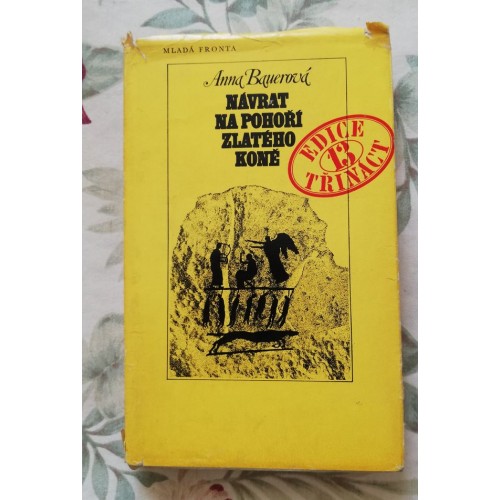 MLADÁ FRONTA
Anna Bauerová
NÁVRAT
NA POHOŘÍ
ZLATÉHO
KONĚ
EDICE
13
TŘINÁCT